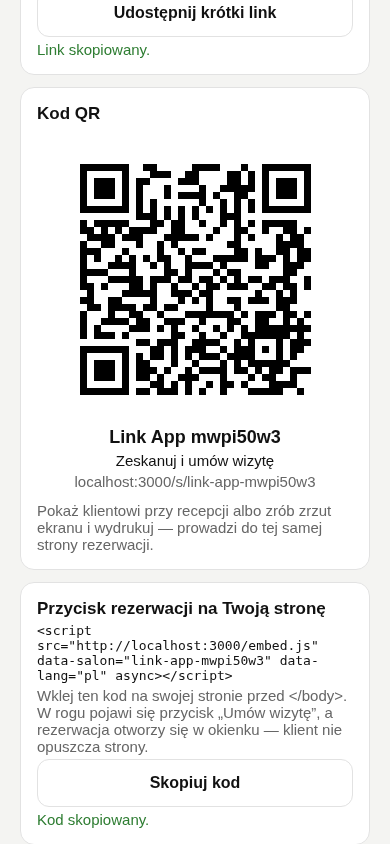 Udostępnij krótki link
Link skopiowany.
Kod QR
Link App mwpi50w3
Zeskanuj i umów wizytę
localhost:3000/s/link-app-mwpi50w3
Pokaż klientowi przy recepcji albo zrób zrzut
ekranu i wydrukuj — prowadzi do tej samej
strony rezerwacji.
Przycisk rezerwacji na Twoją stronę
<script
src="http://localhost:3000/embed.js"
data-salon="link-app-mwpi50w3" data-
lang="pl" async></script>
Wklej ten kod na swojej stronie przed </body>.
W rogu pojawi się przycisk „Umów wizytę”, a
rezerwacja otworzy się w okienku — klient nie
opuszcza strony.
Skopiuj kod
Kod skopiowany.